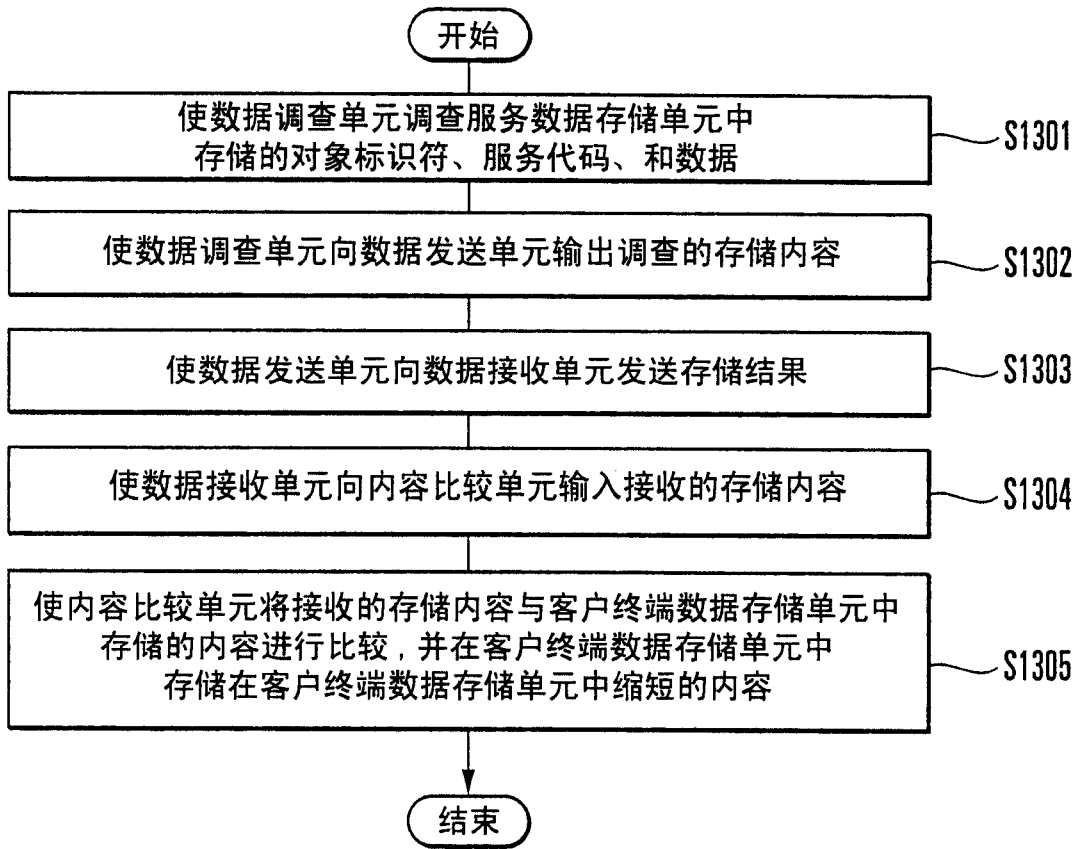 开始
使数据调查单元调查服务数据存储单元中
存储的对象标识符、服务代码、和数据
S1301
使数据调查单元向数据发送单元输出调查的存储内容
S1302
使数据发送单元向数据接收单元发送存储结果
S1303
使数据接收单元向内容比较单元输入接收的存储内容
S1304
使内容比较单元将接收的存储内容与客户终端数据存储单元中
存储的内容进行比较，并在客户终端数据存储单元中
存储在客户终端数据存储单元中缩短的内容
S1305
结束